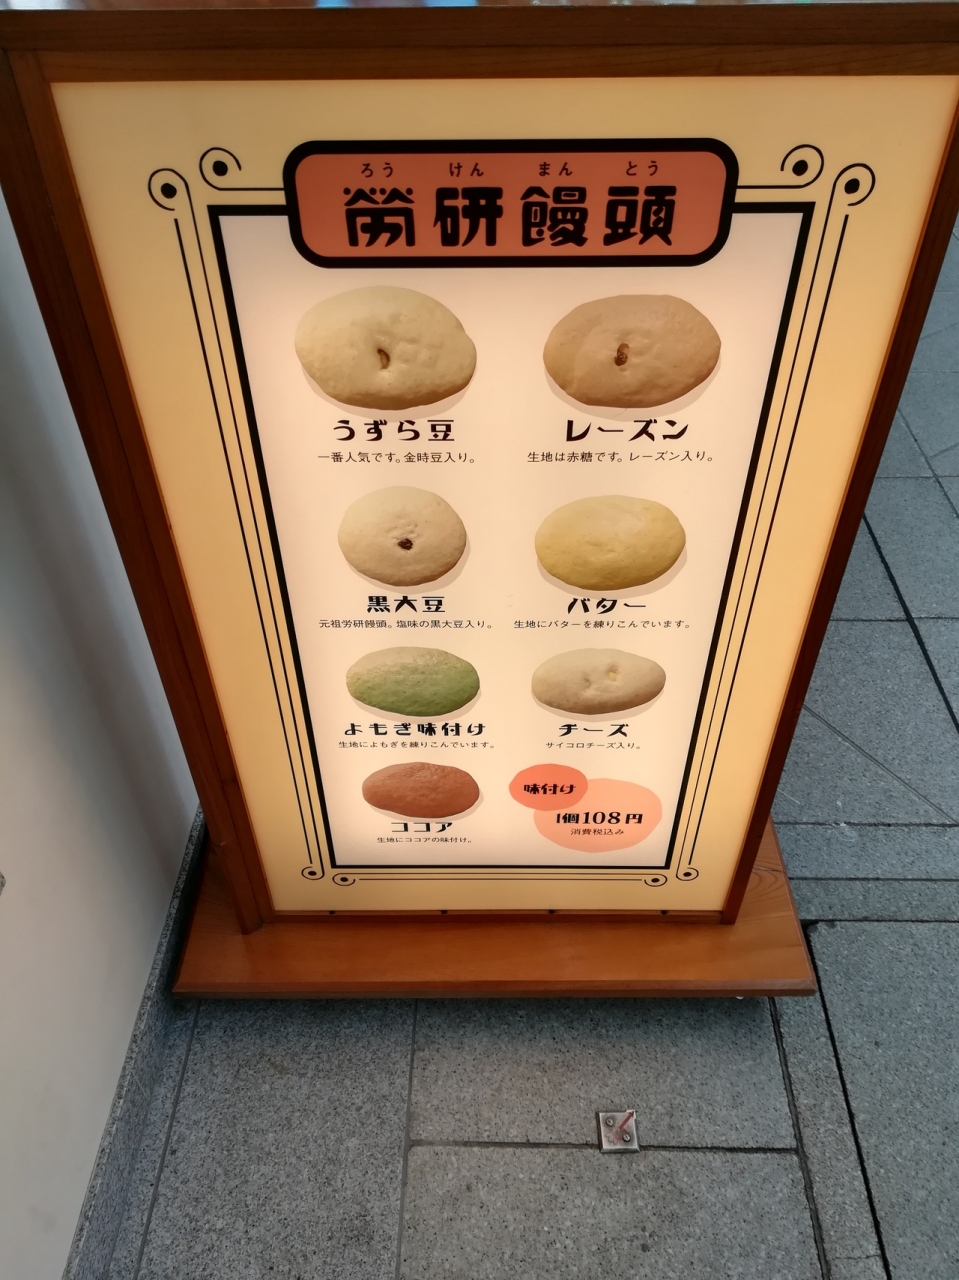 ろう けん まん とう
労研饅頭
うずら豆
一番人気です。金時豆入り。
レーズン
生地は赤糖です。レーズン入り。
黒大豆
元祖労研饅頭。塩味の黒大豆入り。
バター
生地にバターを練りこんでいます。
よもぎ味付け
生地によもぎを練りこんでいます。
チーズ
サイコロチーズ入り。
ココア
生地にココアの味付け。
味付け
1個108円
消費税込み